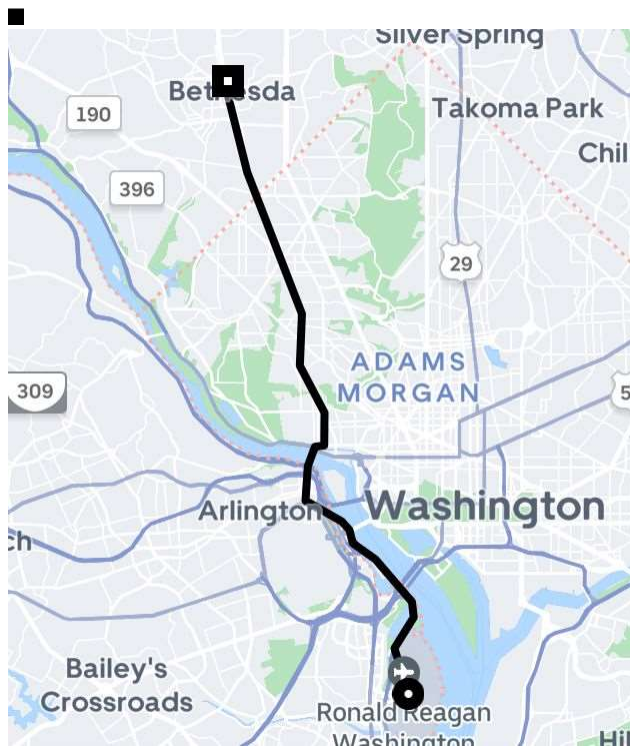 Silver Spring
Bethesda
190
Takoma Park
Chil
396
29
ADAMS
MORGAN
309
5
Arlington
Washington
ch
Bailey's
Crossroads
Ronald Reagan
Washington
Hil